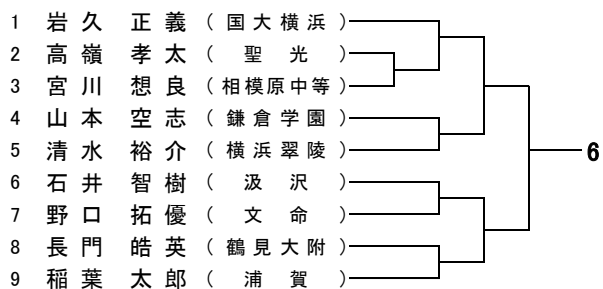 1 岩久 正義 (国大横浜)
2 高嶺 孝太 (聖光)
3 宮川 想良 (相模原中等)
4 山本 空志 (鎌倉学園)
5 清水 裕介 (横浜翠陵)
6 石井 智樹 (汲沢)
7 野口 拓優 (文命)
8 長門 皓英 (鶴見大附)
9 稲葉 太郎 (浦賀)
6